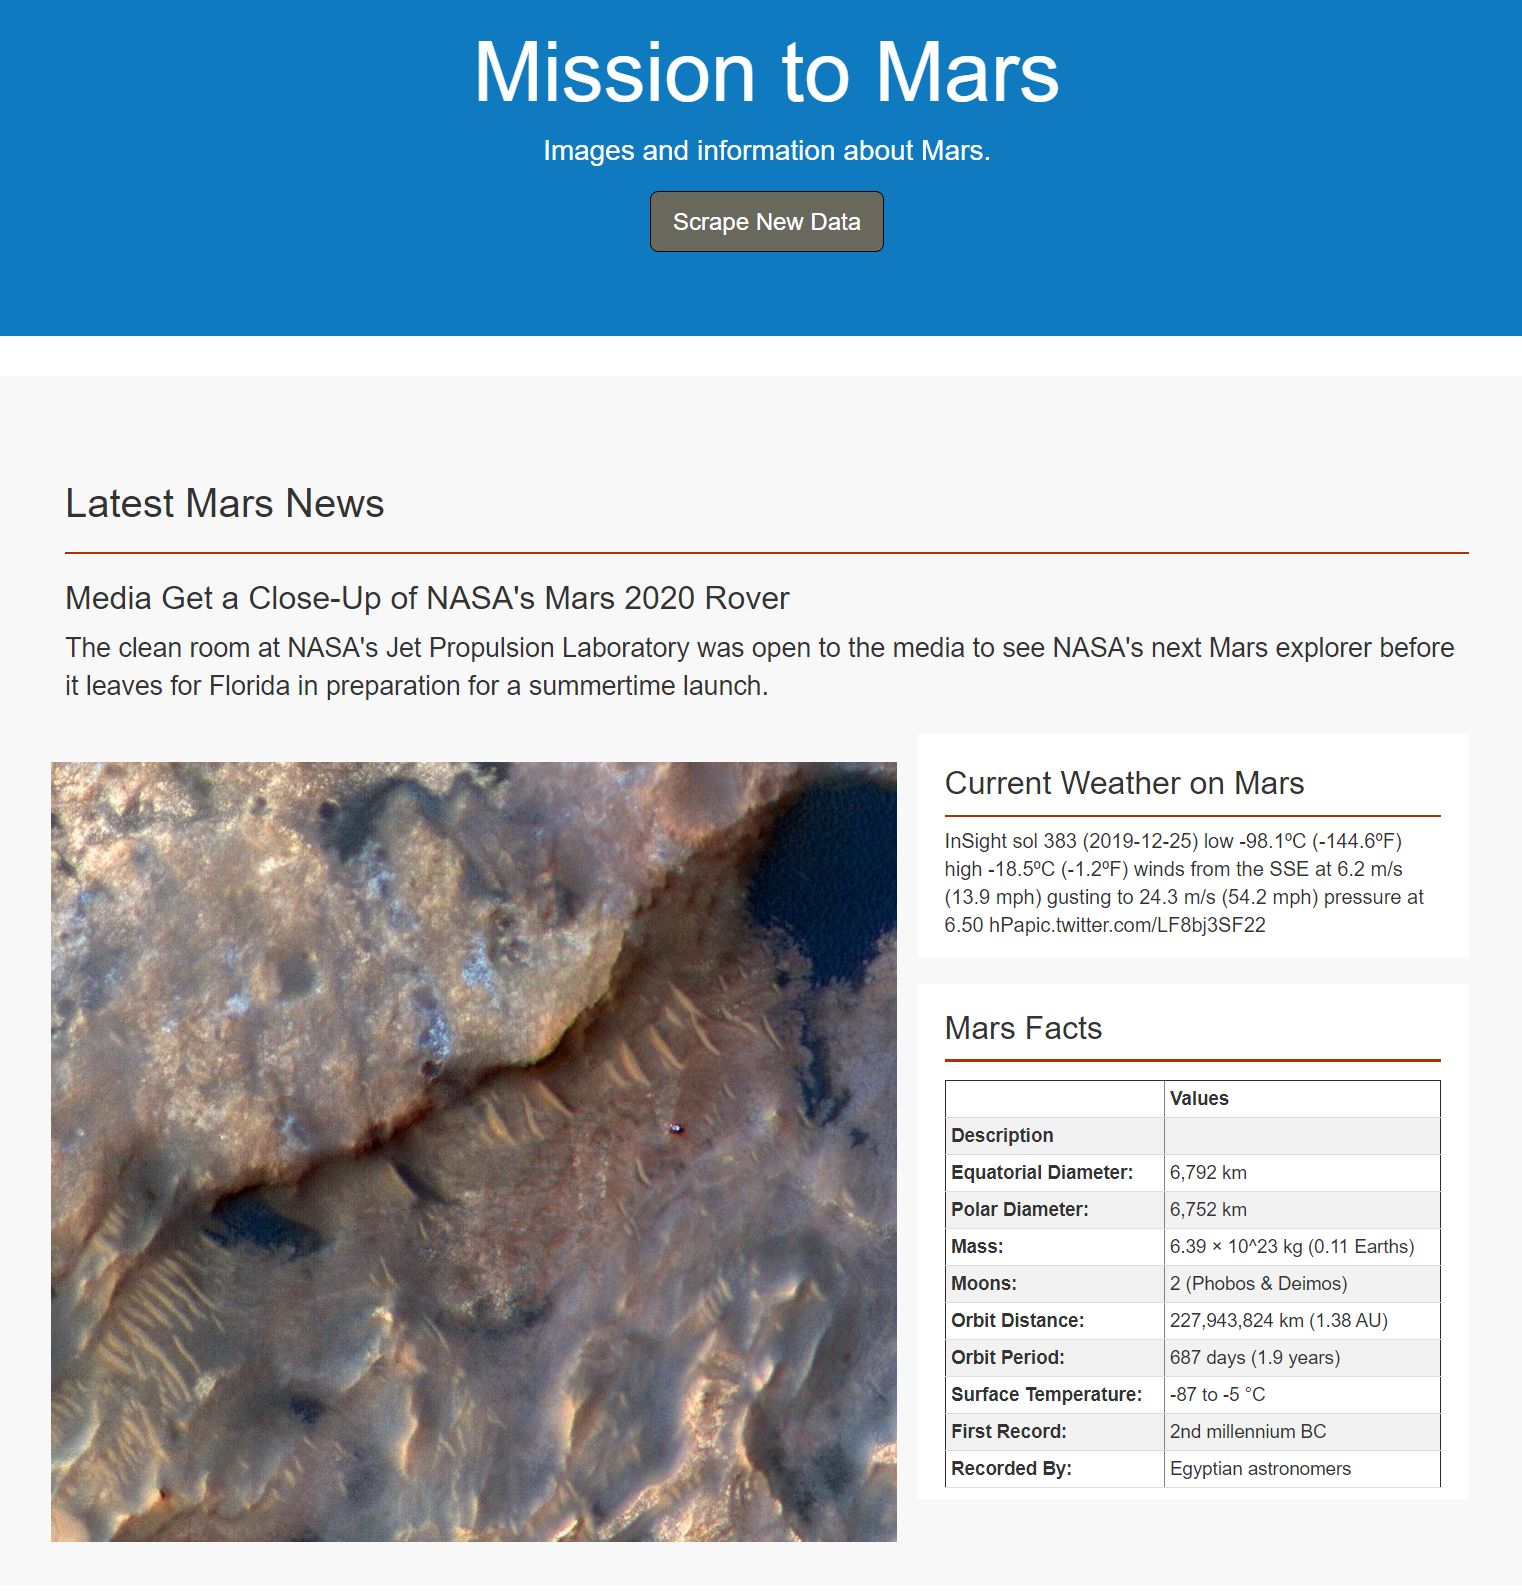 Mission to Mars
Images and information about Mars.
Scrape New Data
Latest Mars News
Media Get a Close-Up of NASA's Mars 2020 Rover
The clean room at NASA's Jet Propulsion Laboratory was open to the media to see NASA's next Mars explorer before
it leaves for Florida in preparation for a summertime launch.
Current Weather on Mars
InSight sol 383 (2019-12-25) low -98.1ºC (-144.6ºF)
high -18.5ºC (-1.2ºF) winds from the SSE at 6.2 m/s
(13.9 mph) gusting to 24.3 m/s (54.2 mph) pressure at
6.50 hPapic.twitter.com/LF8bj3SF22
Mars Facts
Values
Description
Equatorial Diameter: 6,792 km
Polar Diameter: 6,752 km
Mass: 6.39 × 10^23 kg (0.11 Earths)
Moons: 2 (Phobos & Deimos)
Orbit Distance: 227,943,824 km (1.38 AU)
Orbit Period: 687 days (1.9 years)
Surface Temperature: -87 to -5 °C
First Record: 2nd millennium BC
Recorded By: Egyptian astronomers